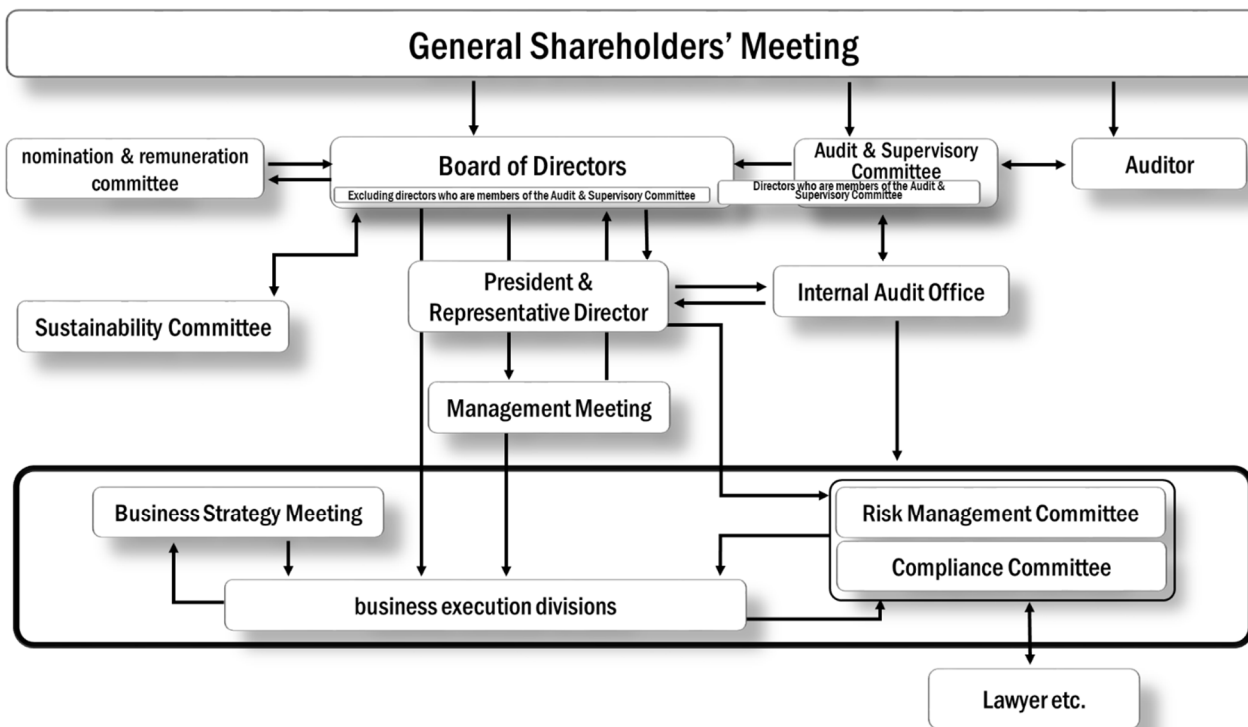 General Shareholders’ Meeting
nomination & remuneration
committee
Board of Directors
Excluding directors who are members of the Audit & Supervisory Committee
Audit & Supervisory
Committee
Directors who are members of the Audit &
Supervisory Committee
Auditor
President &
Representative Director
Internal Audit Office
Sustainability Committee
Management Meeting
Business Strategy Meeting
Risk Management Committee
Compliance Committee
business execution divisions
Lawyer etc.